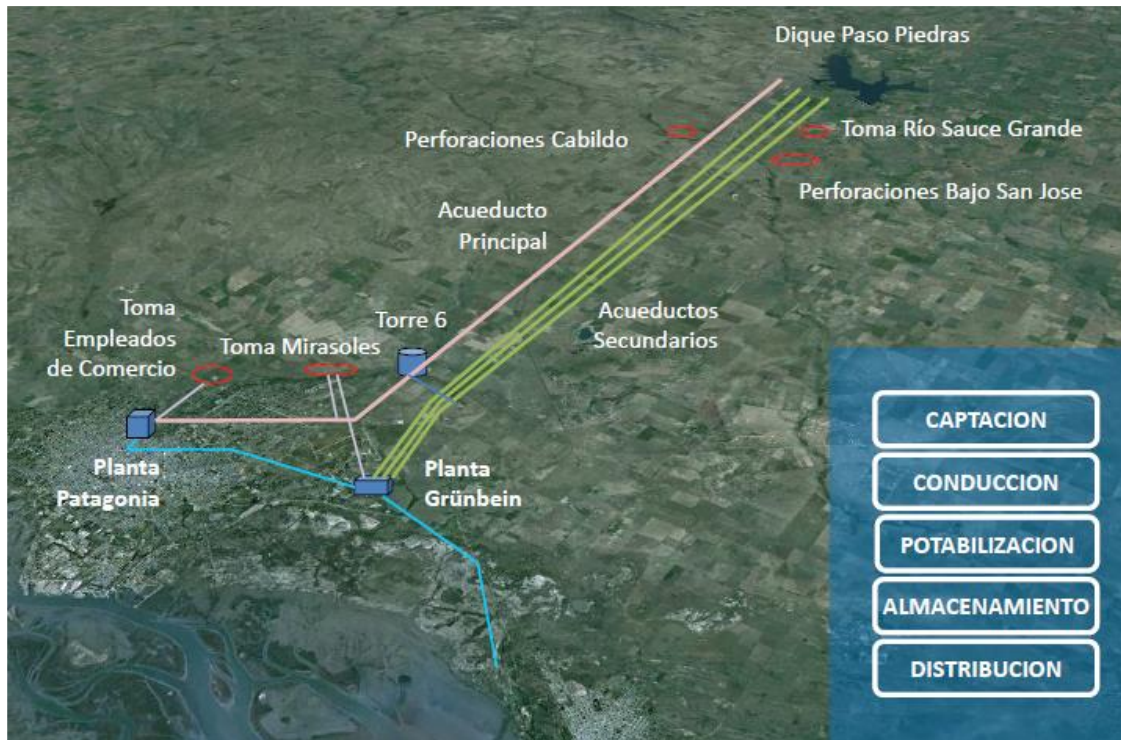 Dique Paso Piedras
Perforaciones Cabildo
Toma Río Sauce Grande
Perforaciones Bajo San Jose
Acueducto
Principal
Toma
Empleados
de Comercio
Toma Mirasoles
Torre 6
Acueductos
Secundarios
Planta
Patagonia
Planta
Grünbein
CAPTACION
CONDUCCION
POTABILIZACION
ALMACENAMIENTO
DISTRIBUCION